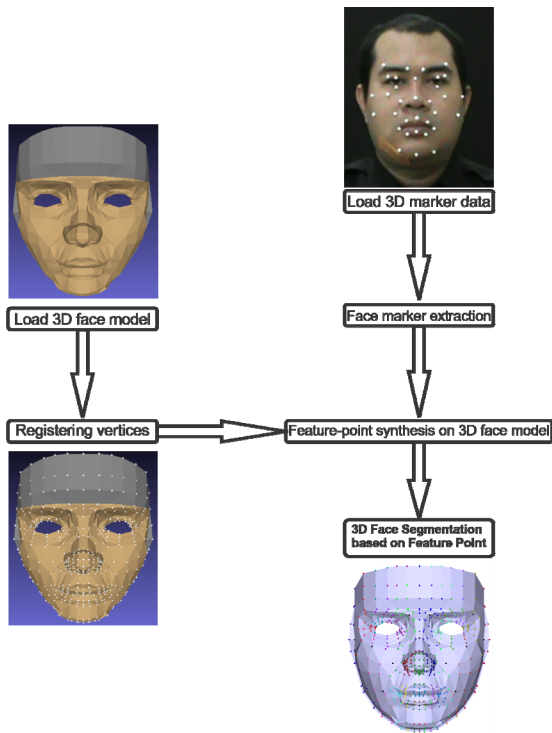 Load 3D marker data
Load 3D face model
Face marker extraction
Registering vertices
Feature-point synthesis on 3D face model
3D Face Segmentation
based on Feature Point